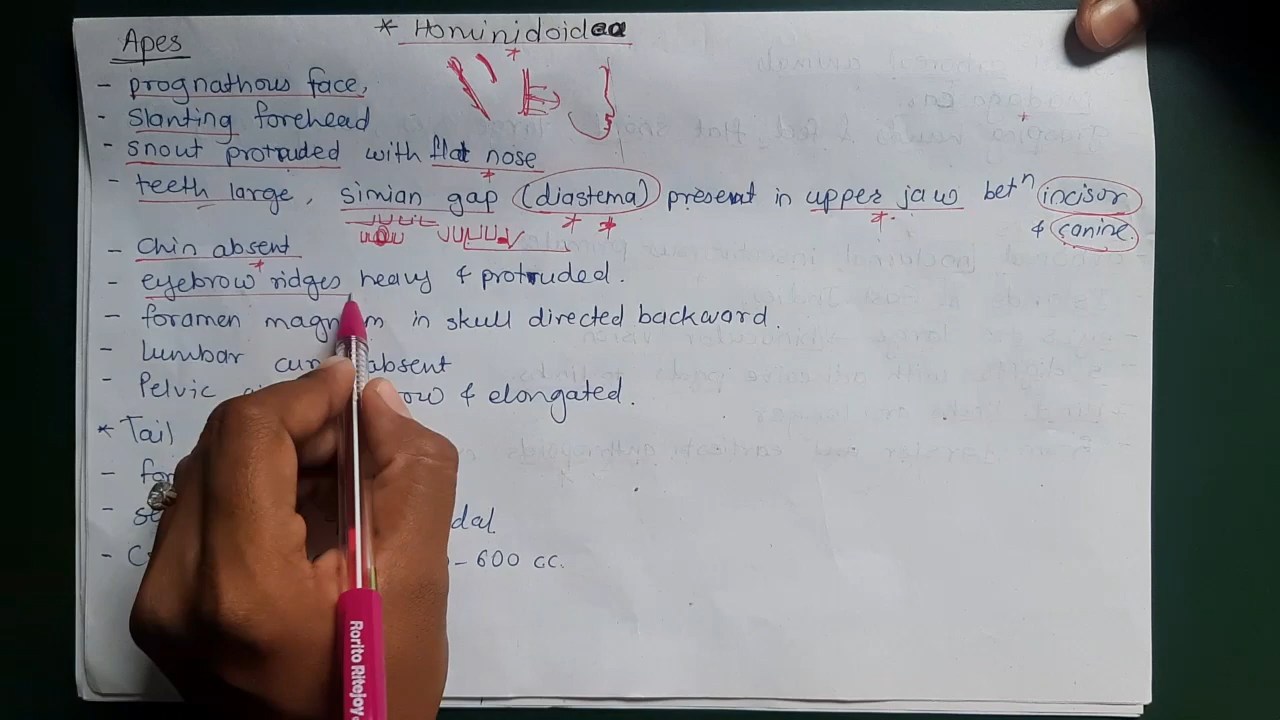 Apes
* Hominidoidea
- prognathous face,
- Slanting forehead
- snout protruded with flat nose
- teeth large, simian gap (diastema) present in upper jaw betⁿ incisor
& canine.
- Chin absent
- eyebrow ridges heavy & protruded.
- foramen in skull directed backward.
- Lumbar absent
- Pelvic & elongated.
* Tail
- 600 cc.
Rorito Ritejoy